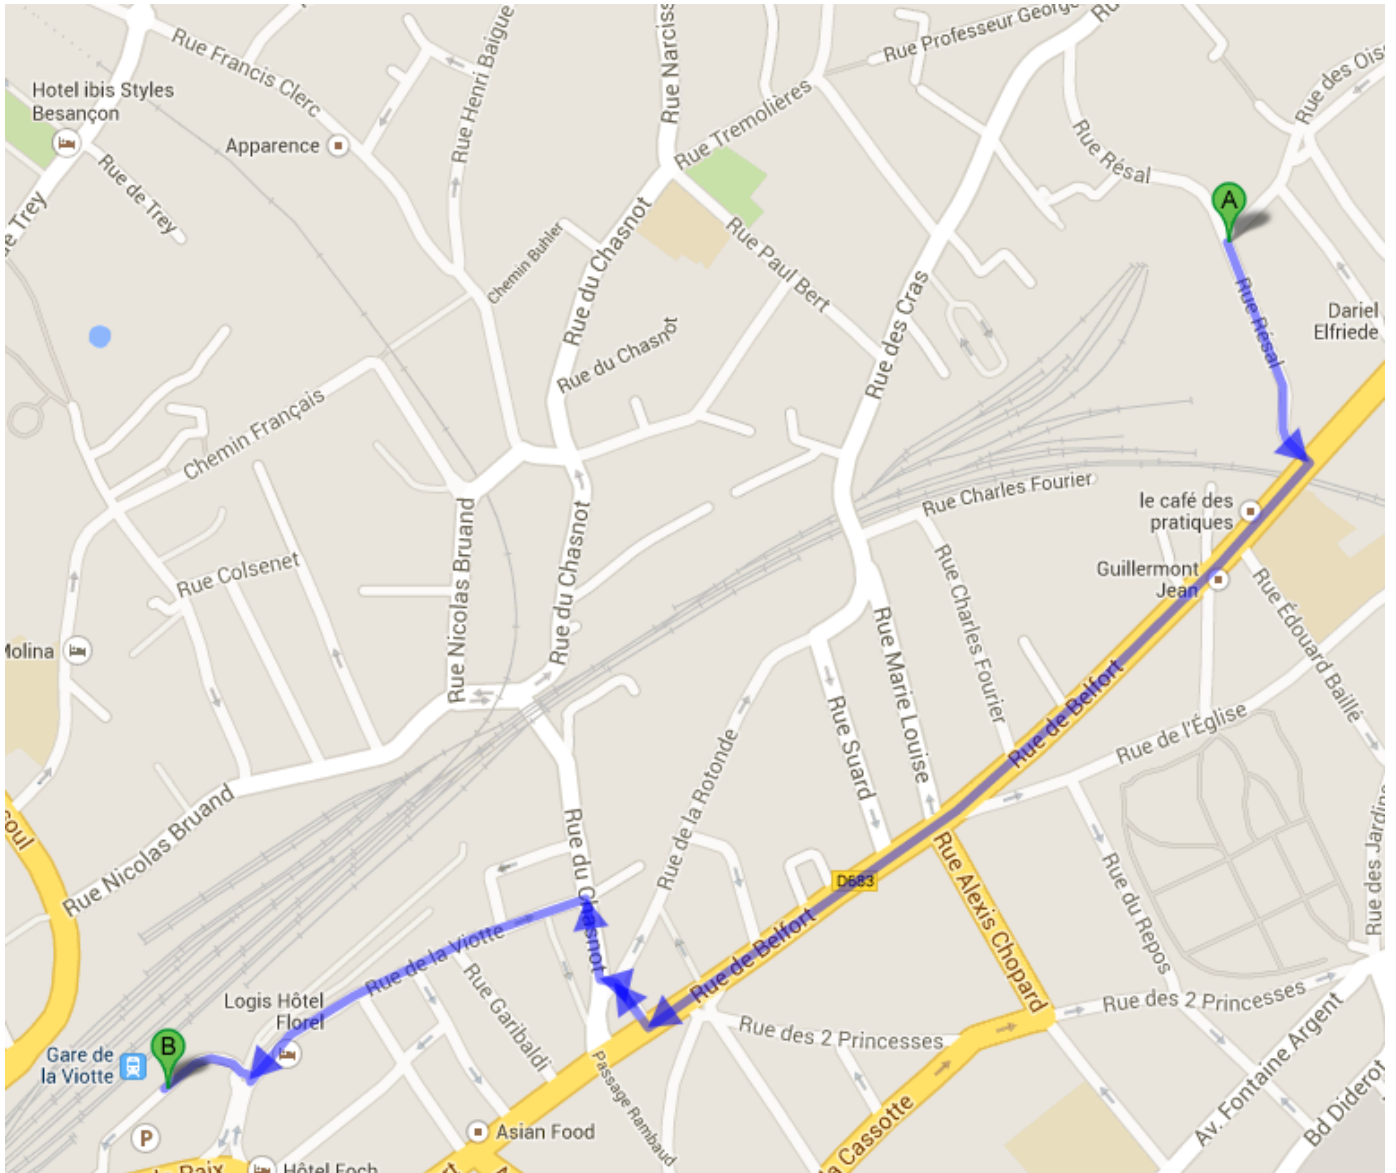 Rue Francis Clerc
Rue Henri Baigue
Rue Narciss
Rue Professeur George
Ru
Rue des Ois
Hotel ibis Styles
Besançon
Apparence
Rue Tremolières
Rue Résal
A
Rue de Trey
e Trey
Chemin Buhler
Rue du Chasnot
Rue Paul Bert
Rue des Cras
Rue Résal
Dariel
Elfriede
Rue du Chasnot
Chemin Français
Rue Charles Fourier
le café des
pratiques
Rue Nicolas Bruand
Rue du Chasnot
Rue Colsenet
Guillermont
Jean
Rue Charles Fourier
Rue Édouard Baille
Molina
Rue Marie Louise
Rue Suard
Rue de Belfort
Rue de l'Église
Rue de la Rotonde
Rue Nicolas Bruand
soul
Rue du Chasnot
D683
Rue Alexis Chopard
Rue du Repos
Rue des Jardins
Rue de Belfort
Rue de la Viotte
Rue Garibaldi
Logis Hôtel
Florel
Rue des 2 Princesses
Rue des 2 Princesses
Gare de
la Viotte
B
Passage Rambaud
Av. Fontaine Argent
Bd Diderot
P
Asian Food
a Cassotte
Paix
Hôtel Foch